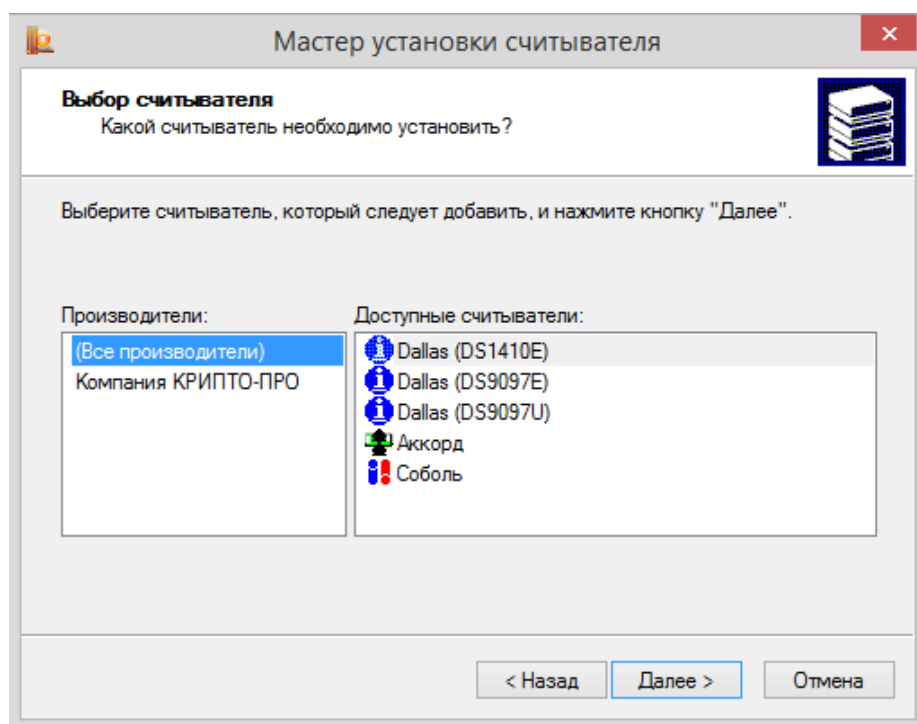 Мастер установки считывателя
Выбор считывателя
Какой считыватель необходимо установить?
Выберите считыватель, который следует добавить, и нажмите кнопку "Далее".
Производители:
(Все производители)
Компания КРИПТО-ПРО
Доступные считыватели:
Dallas (DS1410E)
Dallas (DS9097E)
Dallas (DS9097U)
Аккорд
Соболь
< Назад
Далее >
Отмена